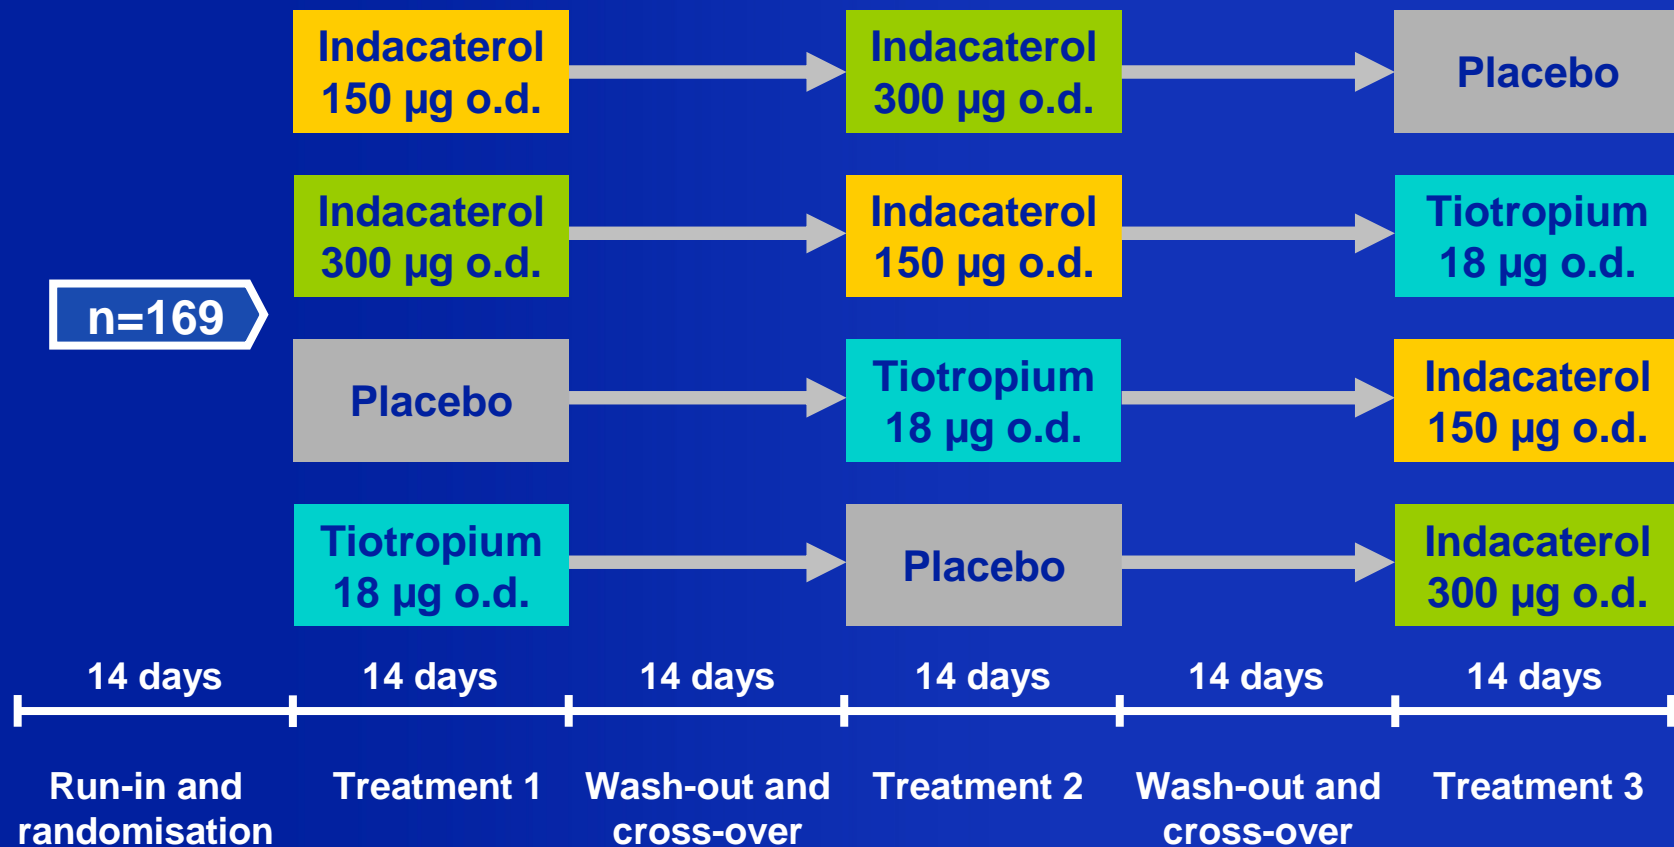 Indacaterol
150 µg o.d.
Indacaterol
300 µg o.d.
Placebo
Indacaterol
300 µg o.d.
Indacaterol
150 µg o.d.
Tiotropium
18 µg o.d.
n=169
Placebo
Tiotropium
18 µg o.d.
Indacaterol
150 µg o.d.
Tiotropium
18 µg o.d.
Placebo
Indacaterol
300 µg o.d.
14 days
14 days
14 days
14 days
14 days
14 days
Run-in and
randomisation
Treatment 1
Wash-out and
cross-over
Treatment 2
Wash-out and
cross-over
Treatment 3